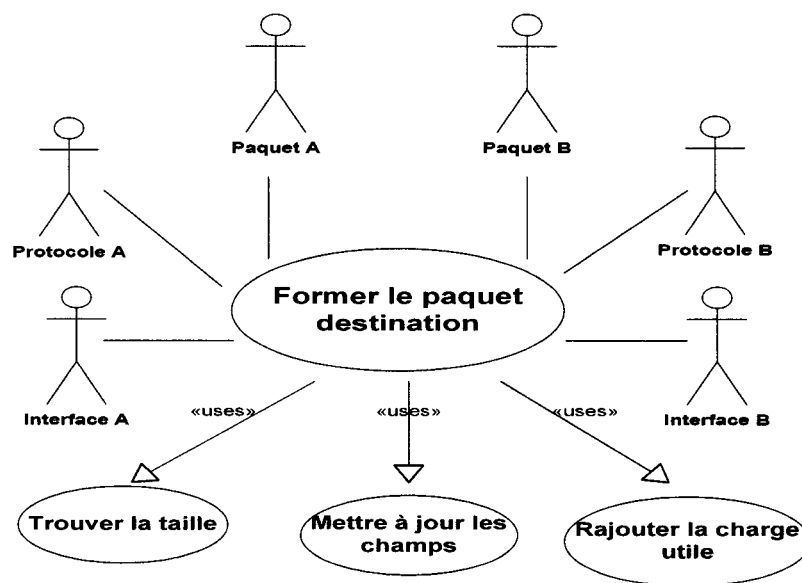 Paquet A
Paquet B
Protocole A
Protocole B
Former le paquet
destination
Interface A
Interface B
«uses»
«uses»
«uses»
Trouver la taille
Mettre à jour les
champs
Rajouter la charge
utile